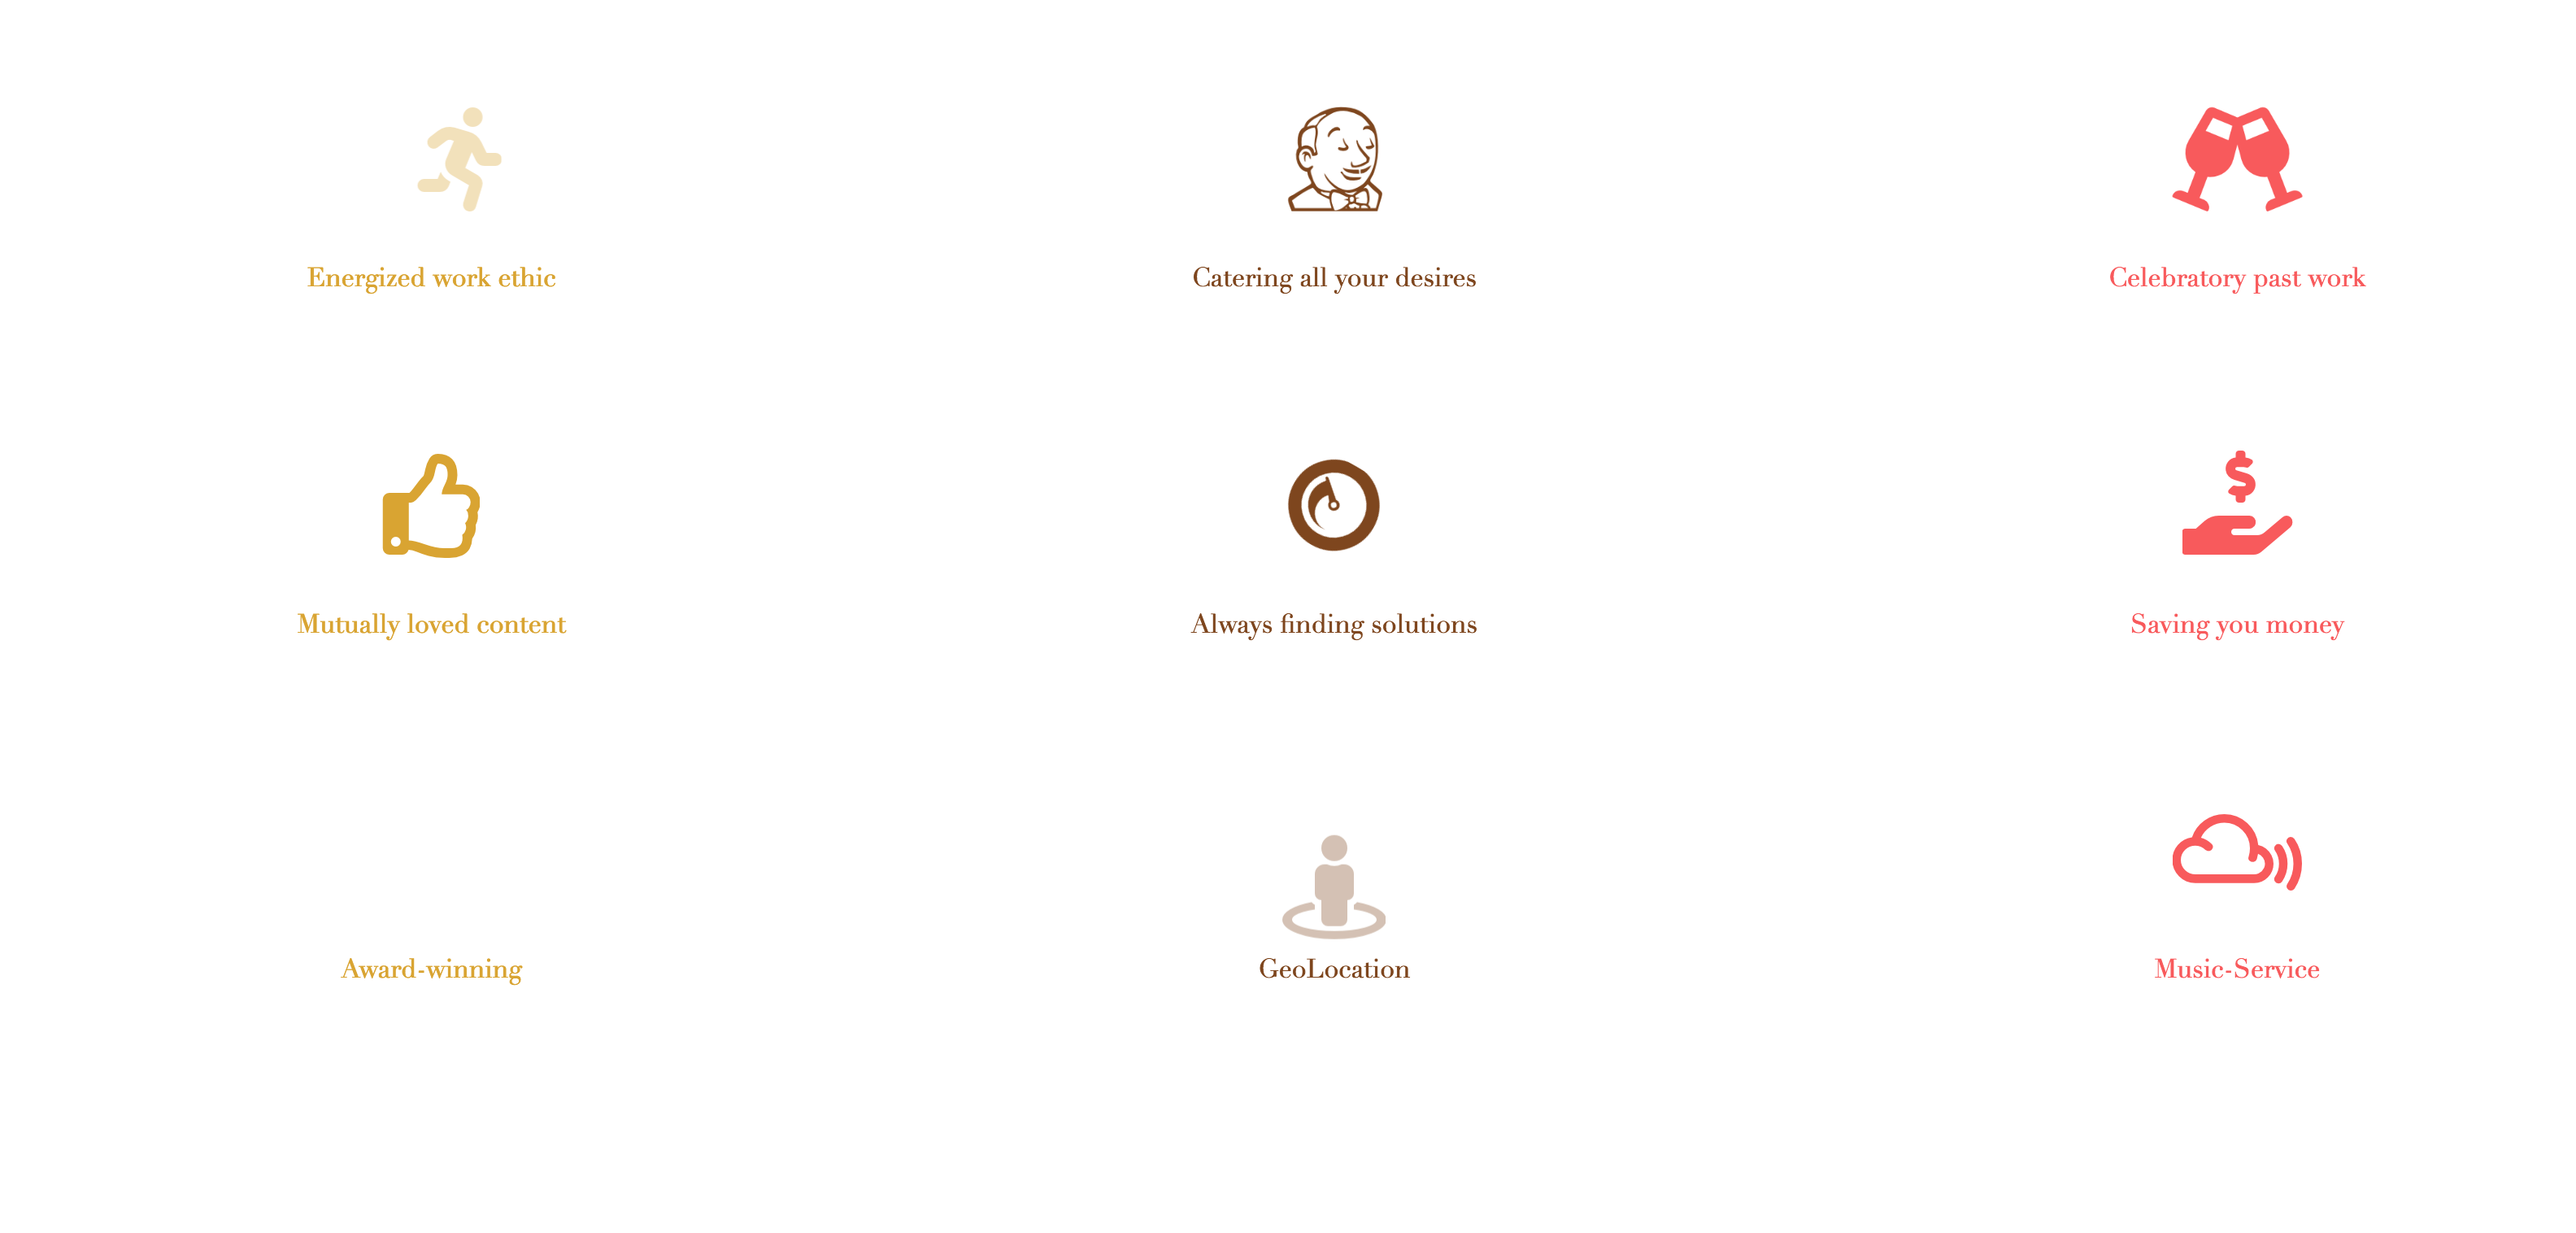 Energized work ethic
Catering all your desires
Celebratory past work
$
Mutually loved content
Always finding solutions
Saving you money
Award-winning
GeoLocation
Music-Service